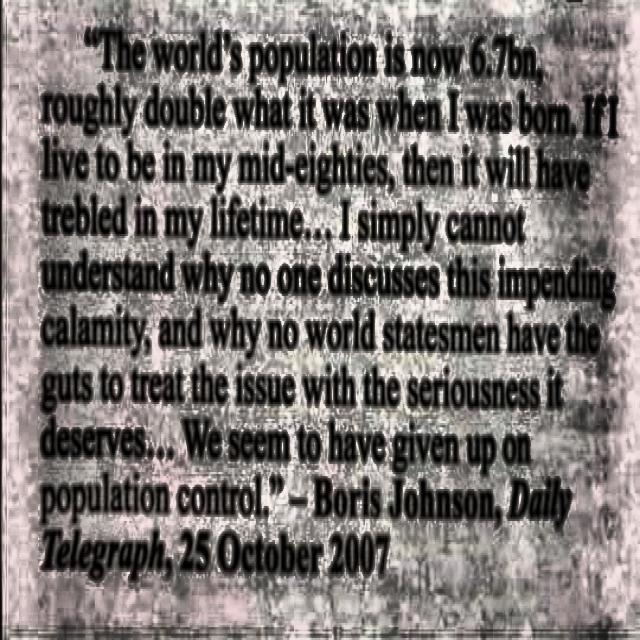 “The world’s population is now 6.7bn,
roughly double what it was when I was born. If I
live to be in my mid-eighties, then it will have
trebled in my lifetime… I simply cannot
understand why no one discusses this impending
calamity, and why no world statesmen have the
guts to treat the issue with the seriousness it
deserves… We seem to have given up on
population control.” – Boris Johnson, Daily
Telegraph, 25 October 2007